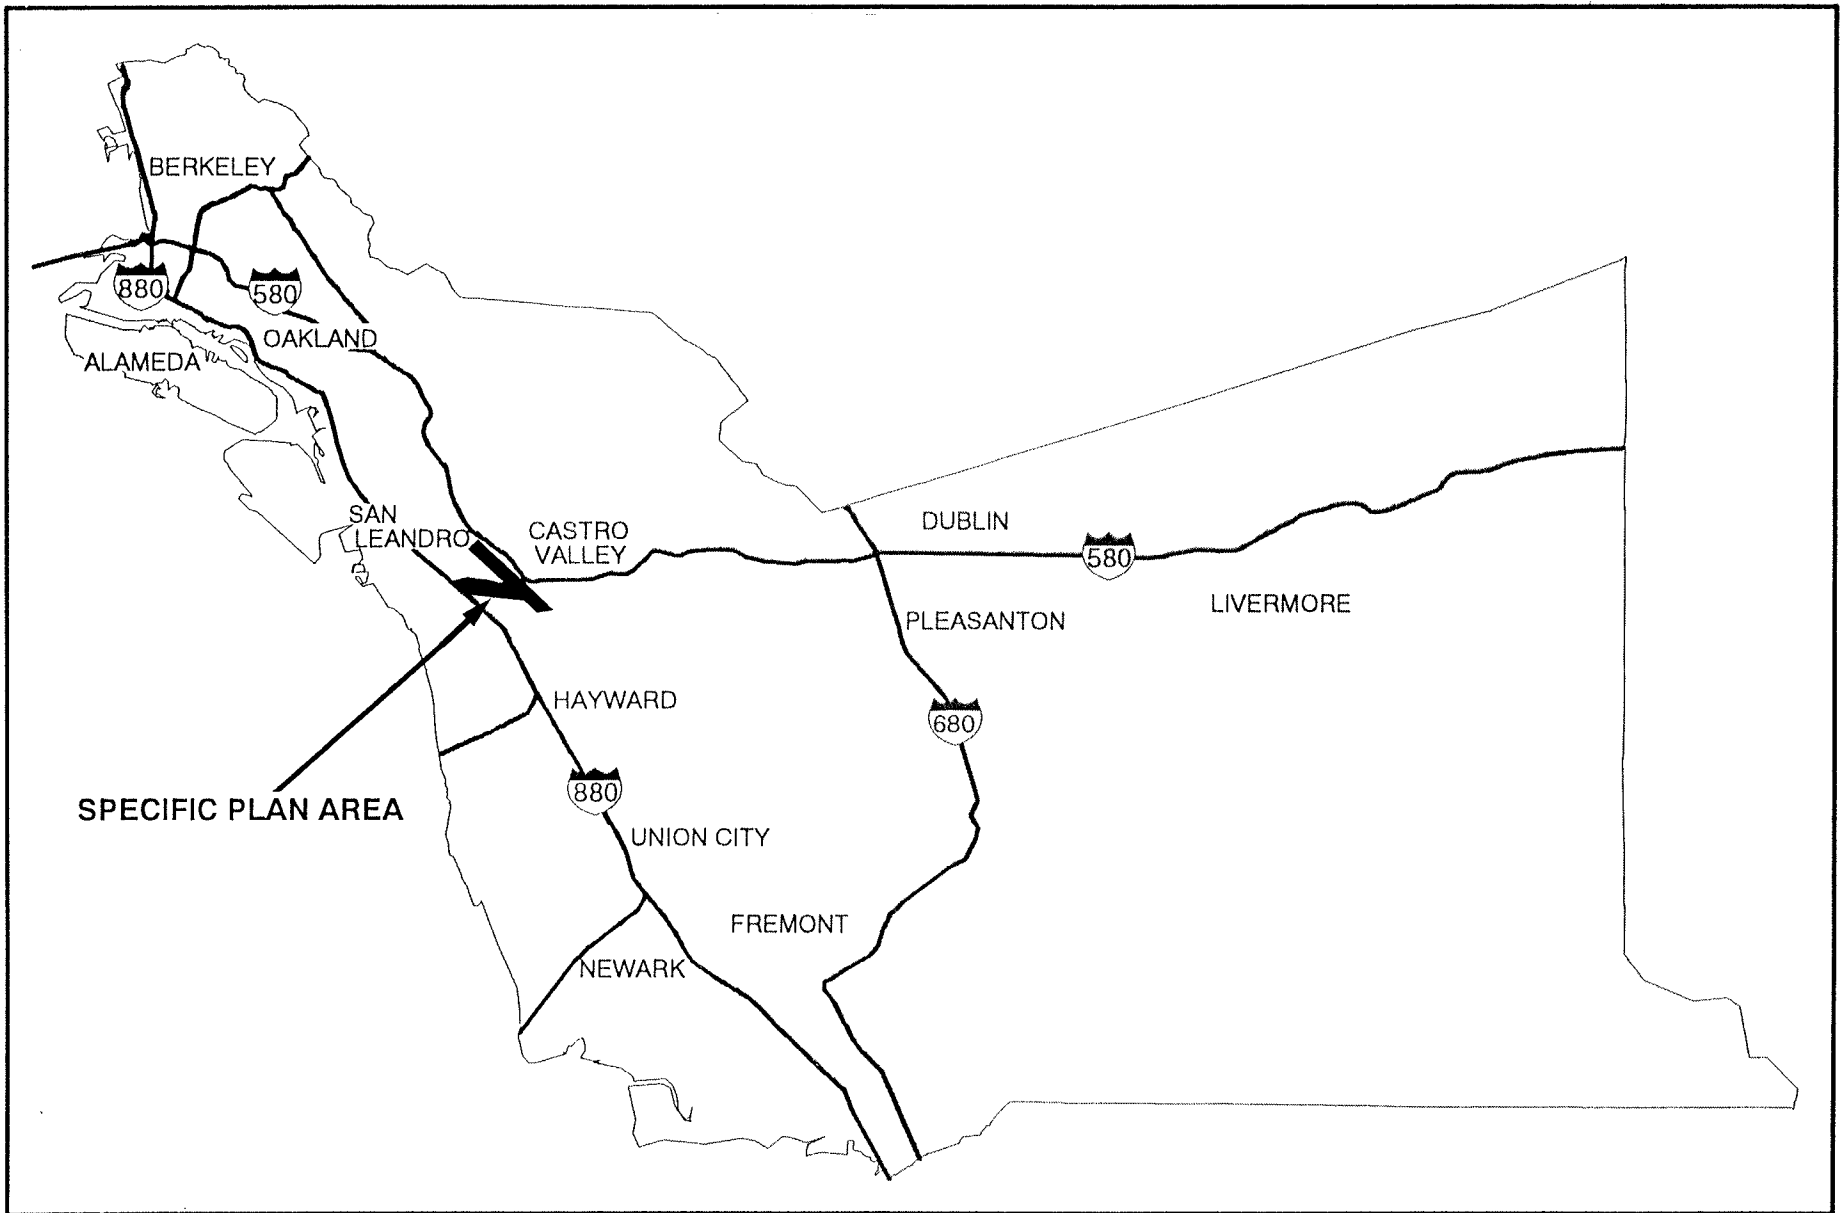 BERKELEY
880
580
OAKLAND
ALAMEDA
SAN
LEANDRO
CASTRO
VALLEY
DUBLIN
580
LIVERMORE
PLEASANTON
HAYWARD
680
880
SPECIFIC PLAN AREA
UNION CITY
FREMONT
NEWARK